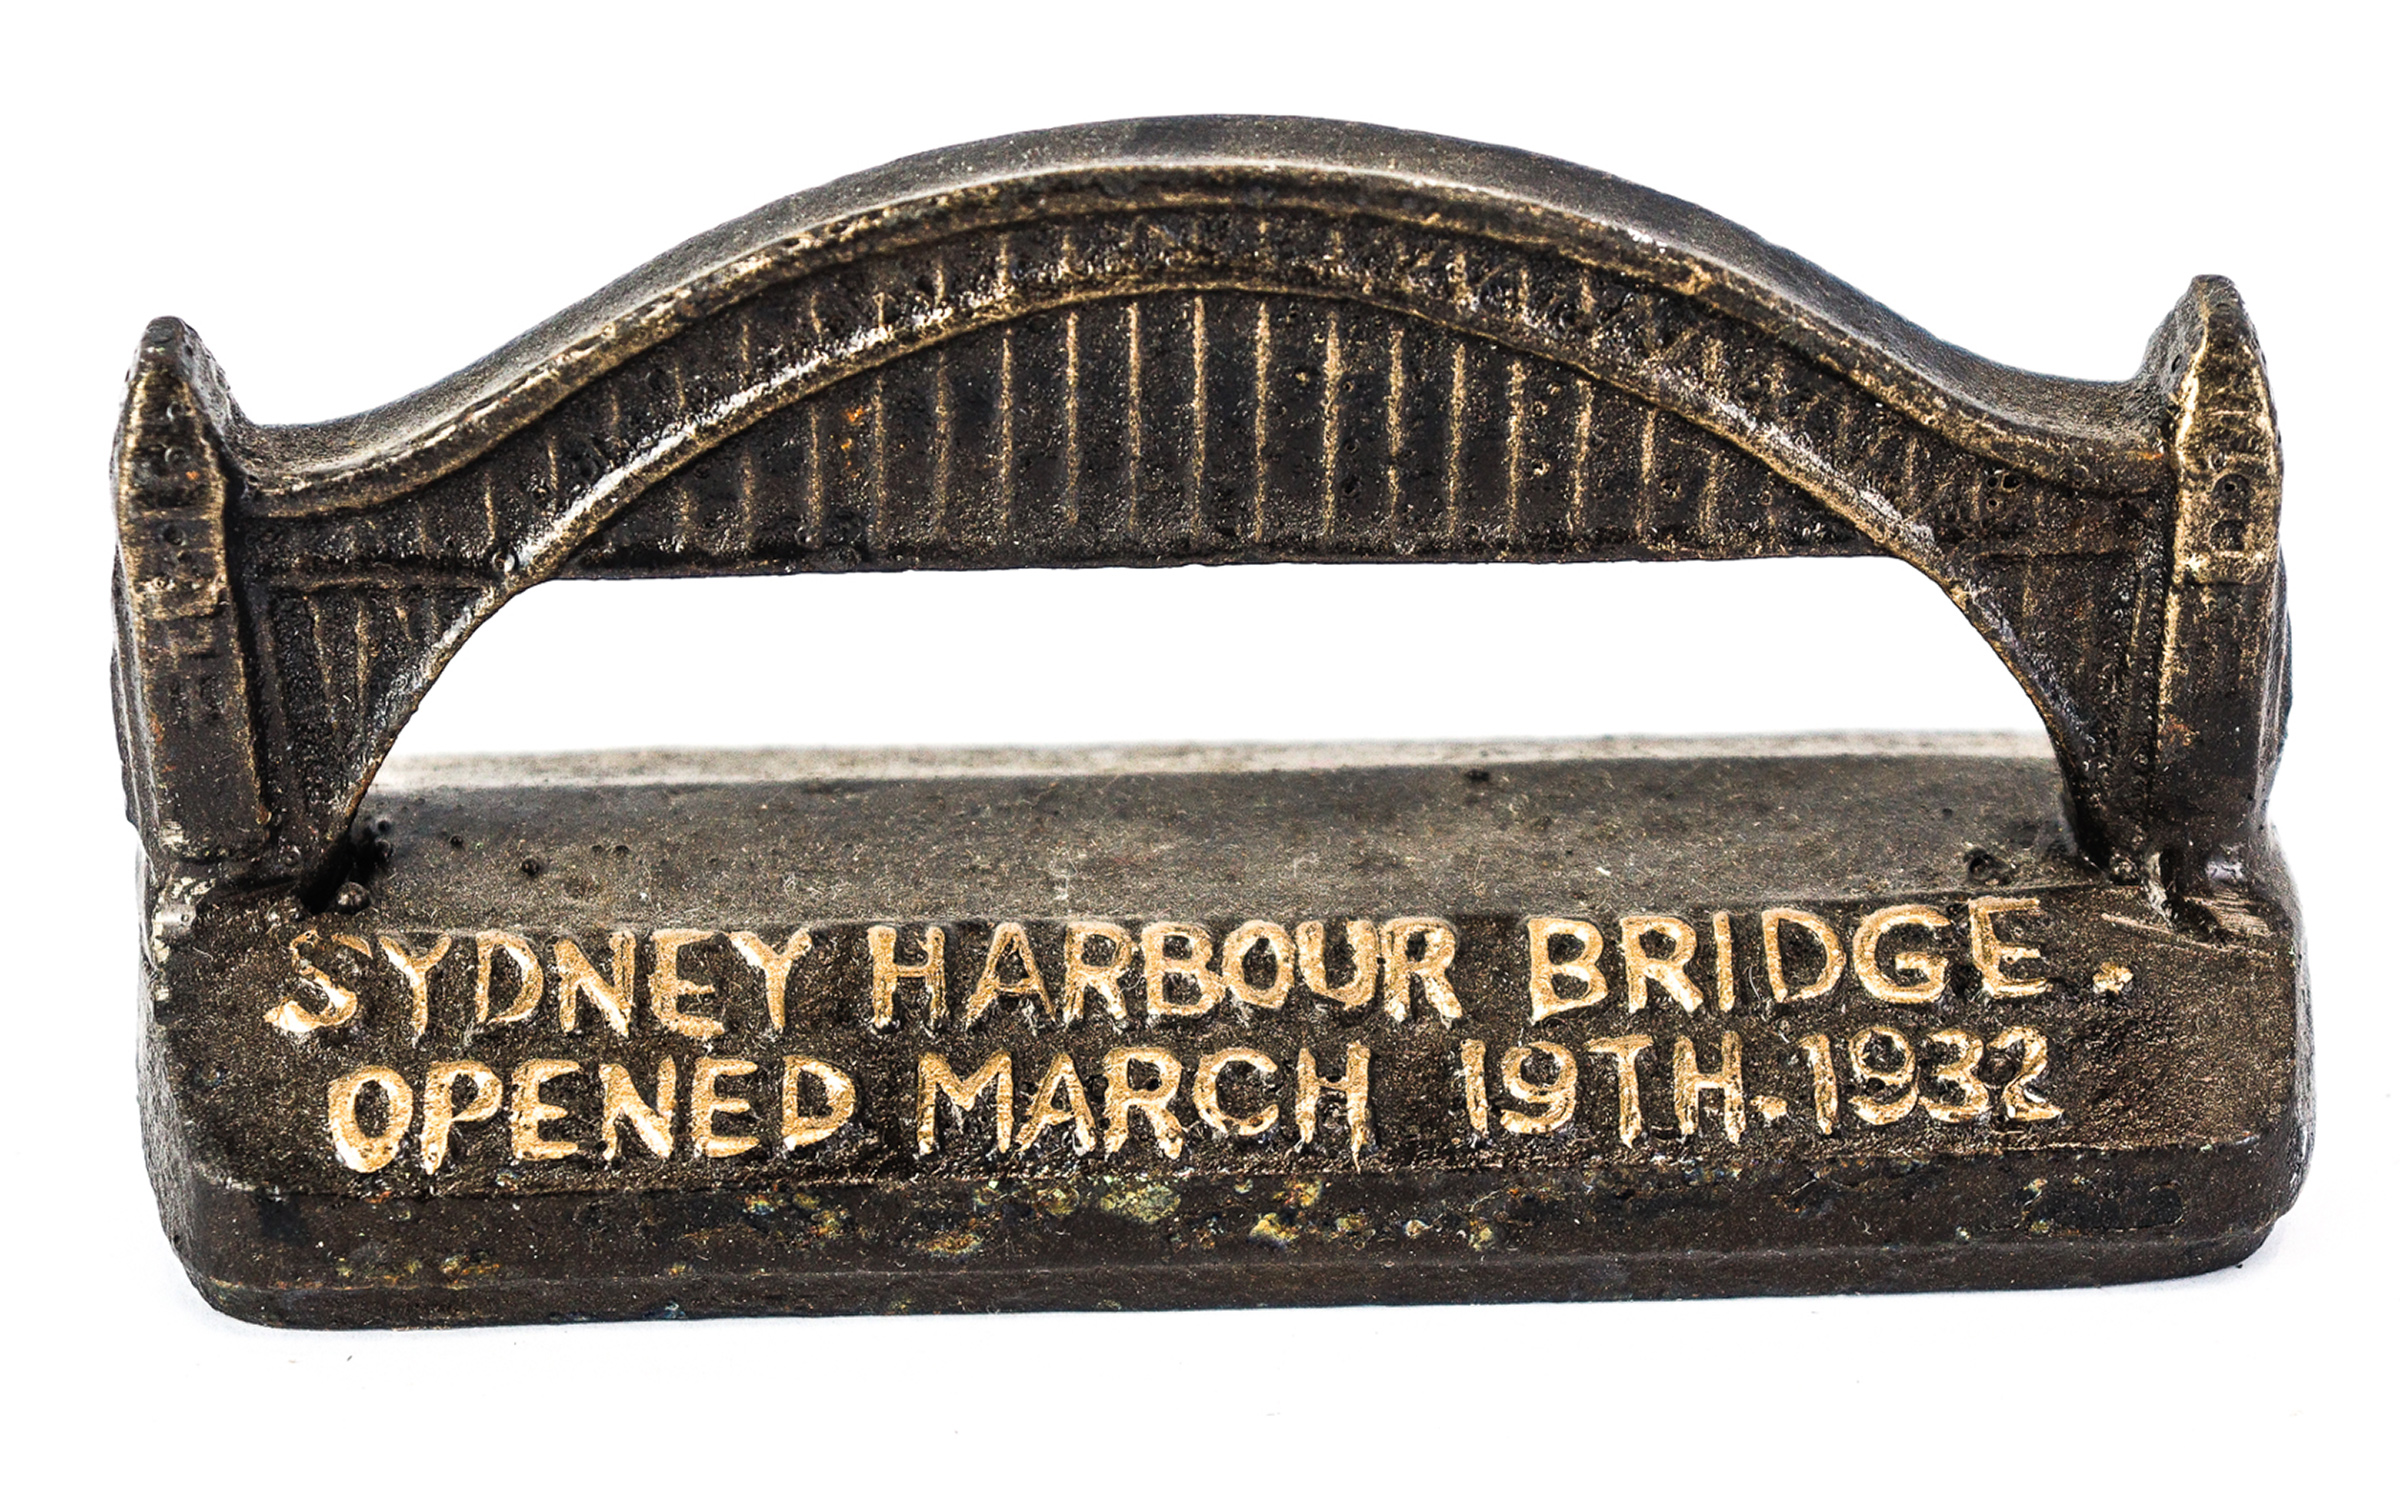 SYDNEY HARBOUR BRIDGE.
OPENED MARCH 19TH.1932